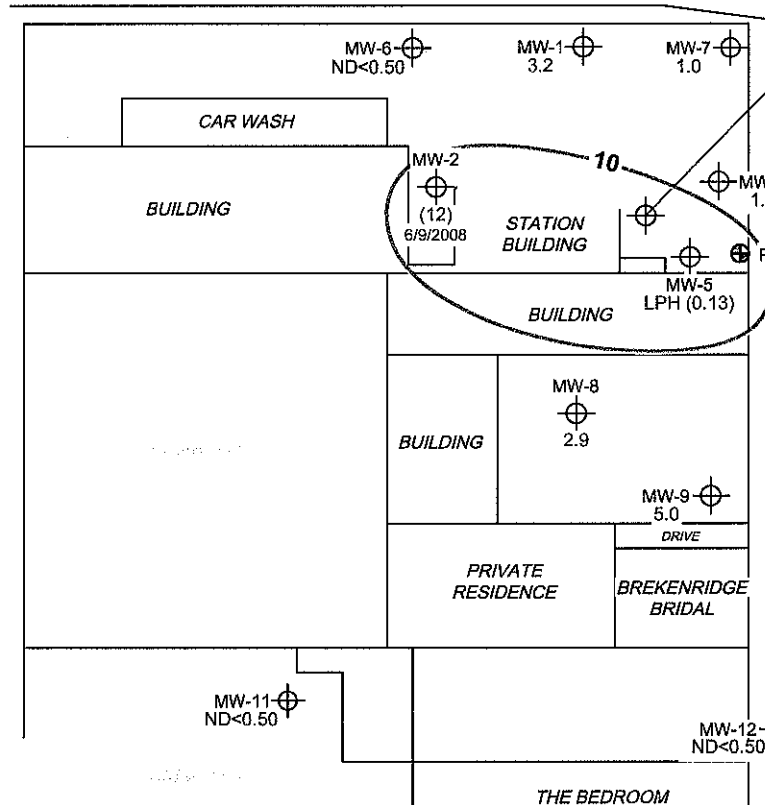 MW-6
ND<0.50
MW-1
3.2
MW-7
1.0
CAR WASH
MW-2
(12)
6/9/2008
10
MW
1.
BUILDING
STATION
BUILDING
MW-5
LPH (0.13)
BUILDING
MW-8
2.9
BUILDING
MW-9
5.0
DRIVE
PRIVATE
RESIDENCE
BREKENRIDGE
BRIDAL
MW-11
ND<0.50
MW-12
ND<0.50
THE BEDROOM